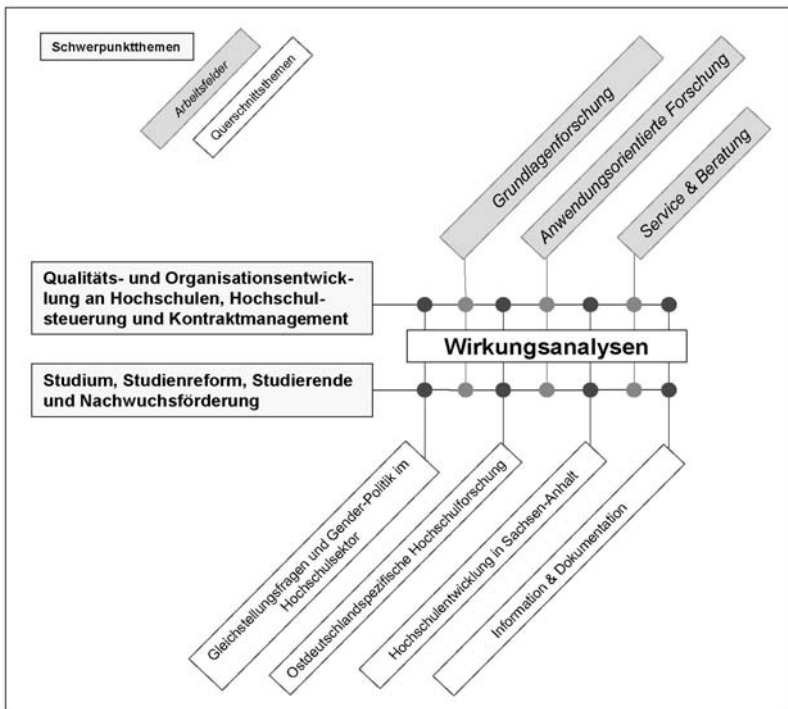 Schwerpunktthemen
Arbeitsfelder
Querschnittsthemen
Grundlagenforschung
Anwendungsorientierte Forschung
Service & Beratung
Qualitäts- und Organisationsentwick-
lung an Hochschulen, Hochschul-
steuerung und Kontraktmanagement
Wirkungsanalysen
Studium, Studienreform, Studierende
und Nachwuchsförderung
Gleichstellungsfragen und Gender-Politik im
Hochschulsektor
Ostdeutschlandspezifische Hochschulforschung
Hochschulentwicklung in Sachsen-Anhalt
Information & Dokumentation